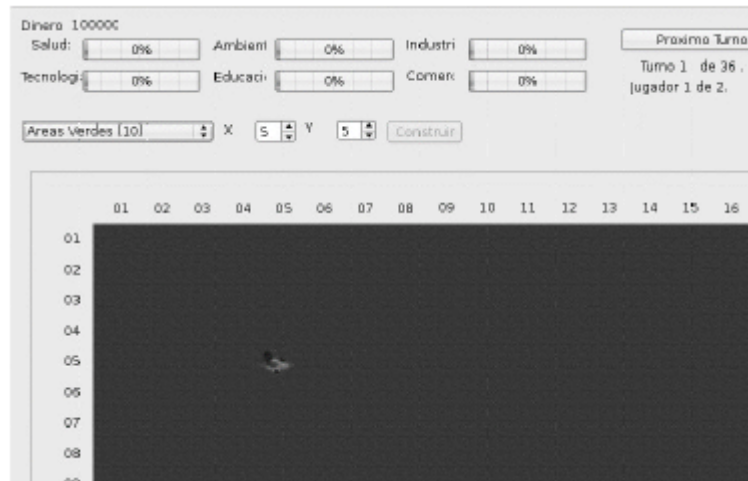 Dinero 10000C
Salud: 0% Ambient 0% Industri 0% Proximo Turno
Tecnologi: 0% Educaci 0% Comerc 0% Turno 1 de 36 .
Jugador 1 de 2.
Areas Verdes [10] X 5 Y 5 Construir
01 02 03 04 05 06 07 08 09 10 11 12 13 14 15 16
01
02
03
04
05
06
07
08